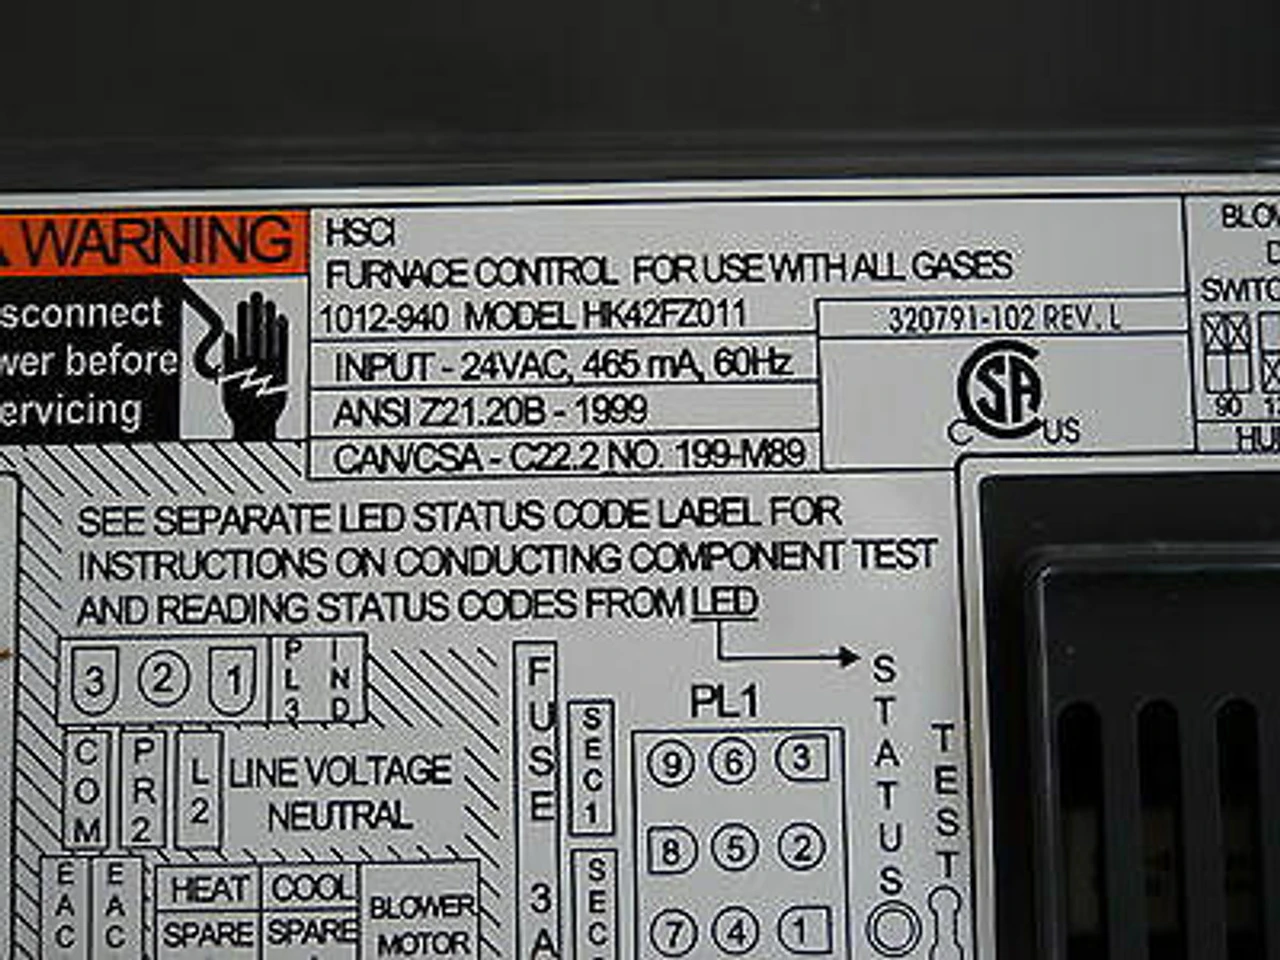 WARNING
HSCI
FURNACE CONTROL FOR USE WITH ALL GASES
1012-940 MODEL HK42FZ011
320791-102 REV. L
sconnect
wer before
ervicing
INPUT - 24VAC, 465 mA, 60Hz
ANSI Z21.20B - 1999
CAN/CSA - C22.2 NO. 199-M89
C SA US
BLOW
D
SWITC
90
HU
SEE SEPARATE LED STATUS CODE LABEL FOR
INSTRUCTIONS ON CONDUCTING COMPONENT TEST
AND READING STATUS CODES FROM LED
3 2 1 PL3 IND
COM PR2 L2
LINE VOLTAGE
NEUTRAL
EAC EAC
HEAT COOL
SPARE SPARE
BLOWER
MOTOR
FUSE 3A
SEC1
SEC
PL1
9 6 3
8 5 2
7 4 1
STATUS
TEST